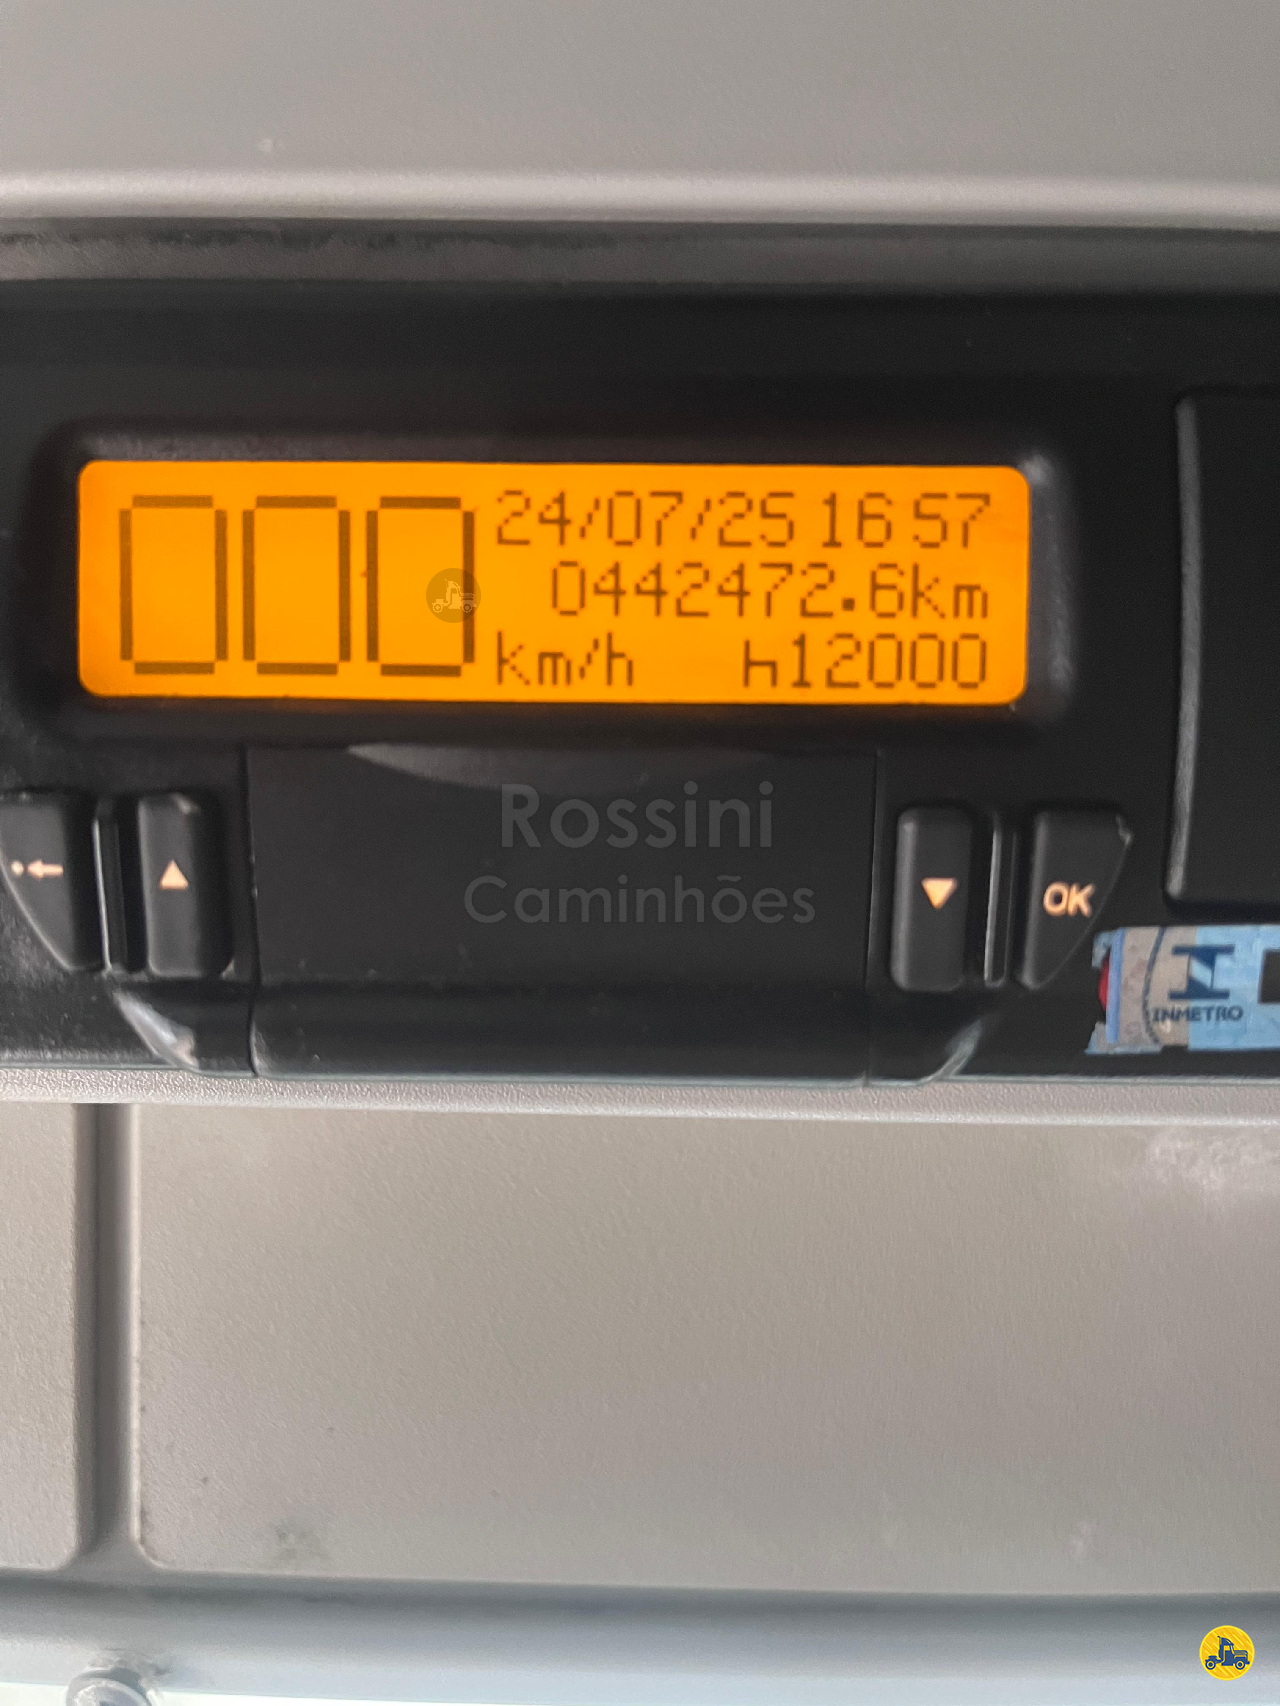 000
24/07/25 16 57
0442472.6km
km/h h12000
Rossini
Caminhões
OK
INMETRO